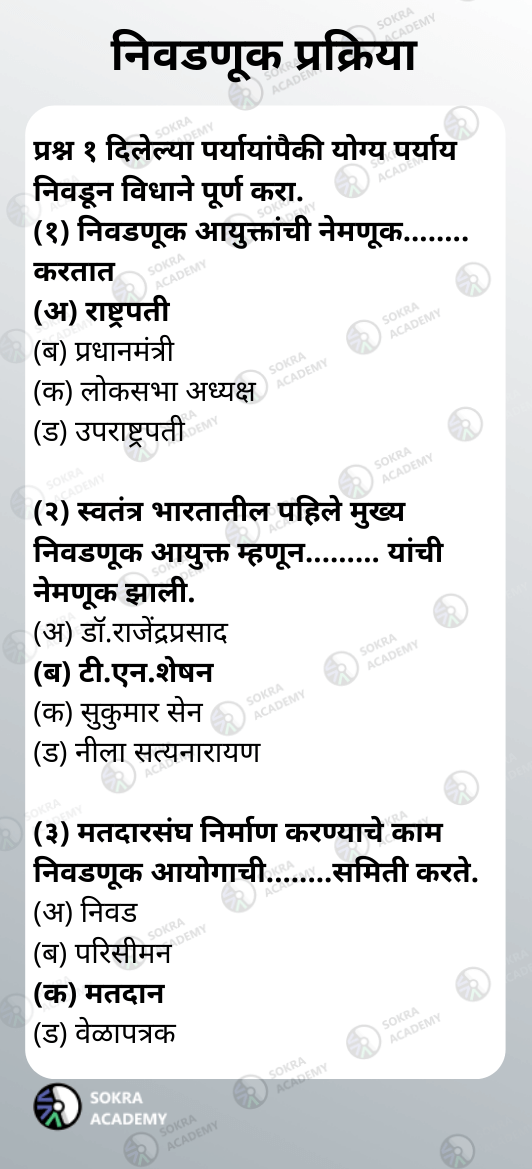 निवडणूक प्रक्रिया
प्रश्न १ दिलेल्या पर्यायांपैकी योग्य पर्याय
निवडून विधाने पूर्ण करा.
(१) निवडणूक आयुक्तांची नेमणूक........
करतात
(अ) राष्ट्रपती
(ब) प्रधानमंत्री
(क) लोकसभा अध्यक्ष
(ड) उपराष्ट्रपती
(२) स्वतंत्र भारतातील पहिले मुख्य
निवडणूक आयुक्त म्हणून......... यांची
नेमणूक झाली.
(अ) डॉ.राजेंद्रप्रसाद
(ब) टी.एन.शेषन
(क) सुकुमार सेन
(ड) नीला सत्यनारायण
(३) मतदारसंघ निर्माण करण्याचे काम
निवडणूक आयोगाची........समिती करते.
(अ) निवड
(ब) परिसीमन
(क) मतदान
(ड) वेळापत्रक
SOKRA
ACADEMY